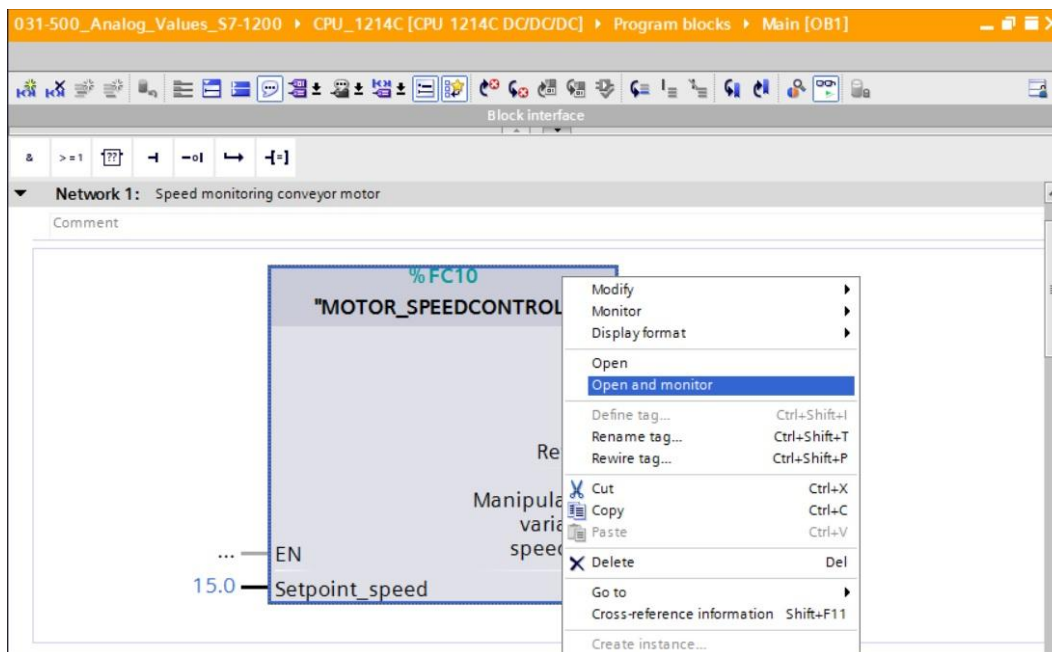 031-500_Analog_Values_S7-1200 ▸ CPU_1214C [CPU 1214C DC/DC/DC] ▸ Program blocks ▸ Main [OB1]
Block interface
& >=1 ?? -o| -[=]
Network 1: Speed monitoring conveyor motor
Comment
%FC10
"MOTOR_SPEEDCONTROL
Re
Manipula
varia
speed
... EN
15.0 Setpoint_speed
Modify
Monitor
Display format
Open
Open and monitor
Define tag... Ctrl+Shift+I
Rename tag... Ctrl+Shift+T
Rewire tag... Ctrl+Shift+P
Cut Ctrl+X
Copy Ctrl+C
Paste Ctrl+V
Delete Del
Go to
Cross-reference information Shift+F11
Create instance...